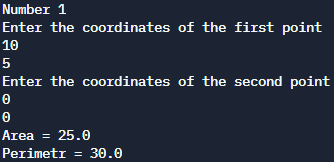 Number 1
Enter the coordinates of the first point
10
5
Enter the coordinates of the second point
0
0
Area = 25.0
Perimetr = 30.0